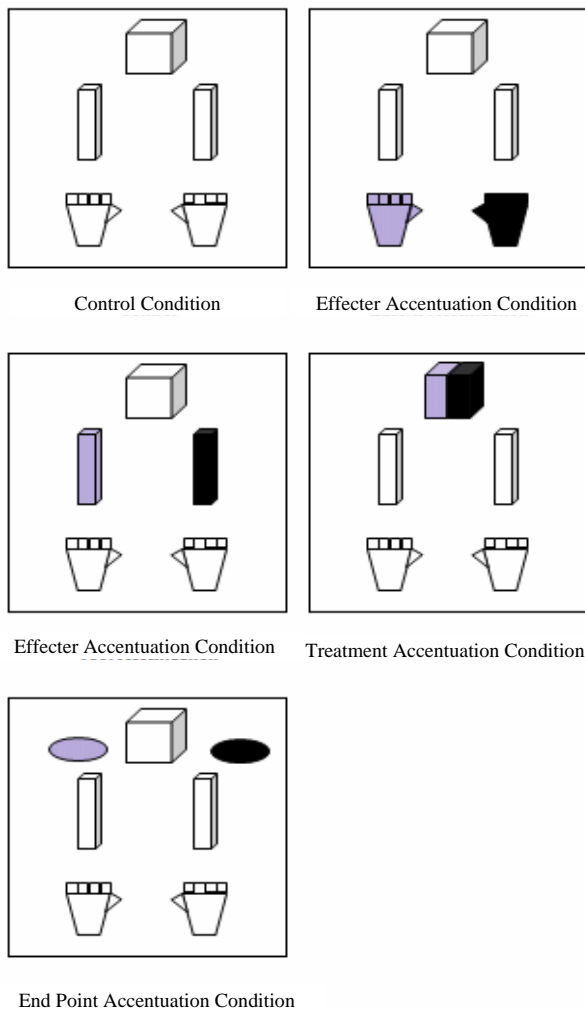 Control Condition
Effecter Accentuation Condition
Effecter Accentuation Condition
Treatment Accentuation Condition
End Point Accentuation Condition